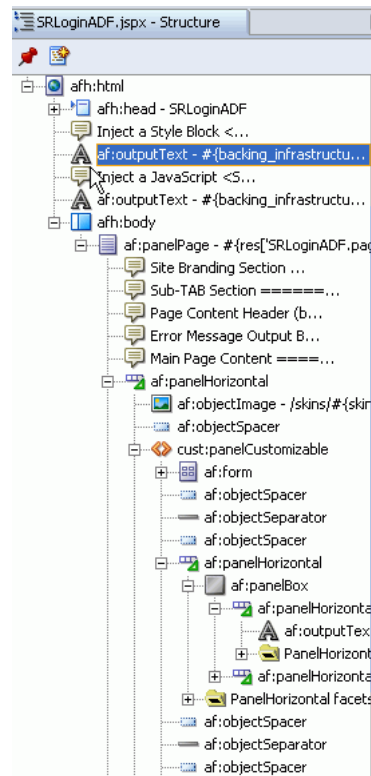 SRLoginADF.jspx - Structure
afh:html
afh:head - SRLoginADF
Inject a Style Block <...
af:outputText - #{backing_infrastructu...
Inject a JavaScript <S...
af:outputText - #{backing_infrastructu...
afh:body
af:panelPage - #{res['SRLoginADF.pag
Site Branding Section ...
Sub-TAB Section ======...
Page Content Header (b...
Error Message Output B...
Main Page Content ====...
af:panelHorizontal
af:objectImage - /skins/#{skin
af:objectSpacer
cust:panelCustomizable
af:form
af:objectSpacer
af:objectSeparator
af:objectSpacer
af:panelHorizontal
af:panelBox
af:panelHorizonta
af:outputTex
PanelHorizont
af:panelHorizonta
PanelHorizontal facets
af:objectSpacer
af:objectSeparator
af:objectSpacer